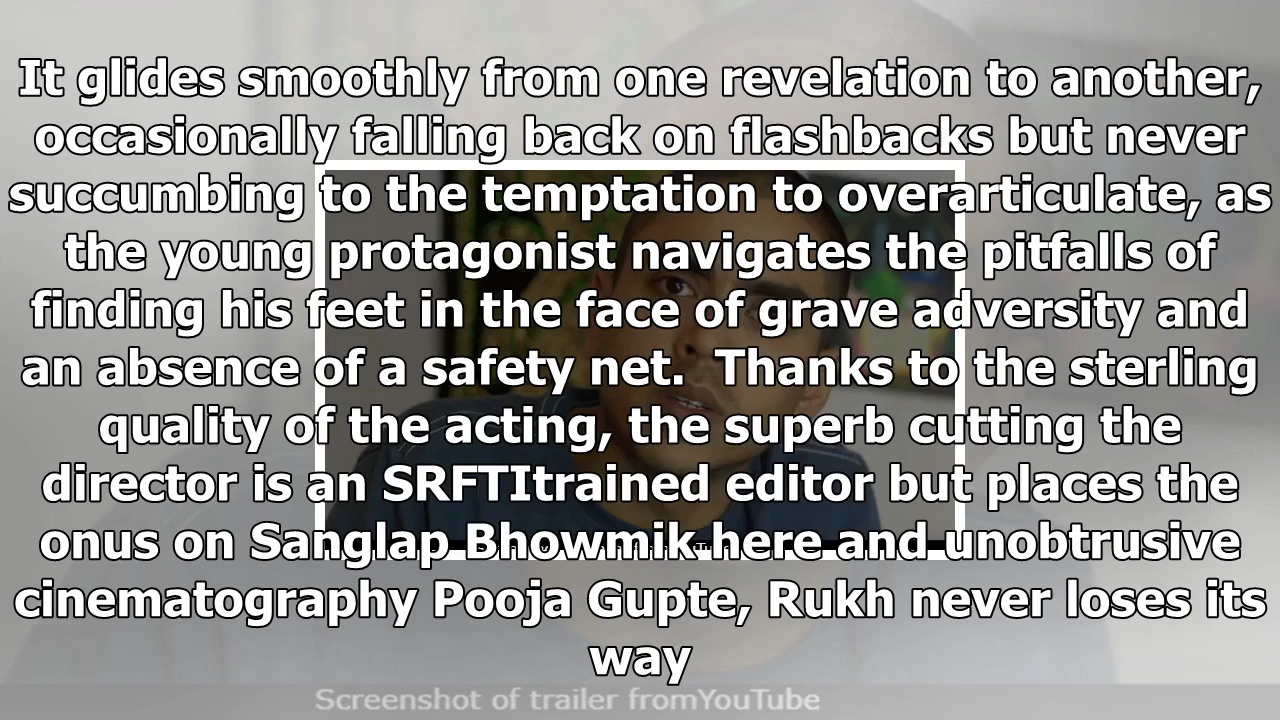 It glides smoothly from one revelation to another,
occasionally falling back on flashbacks but never
succumbing to the temptation to overarticulate, as
the young protagonist navigates the pitfalls of
finding his feet in the face of grave adversity and
an absence of a safety net.  Thanks to the sterling
quality of the acting, the superb cutting the
director is an SRFTItrained editor but places the
onus on Sanglap Bhowmik here and unobtrusive
cinematography Pooja Gupte, Rukh never loses its
way
Screenshot of trailer fromYouTube